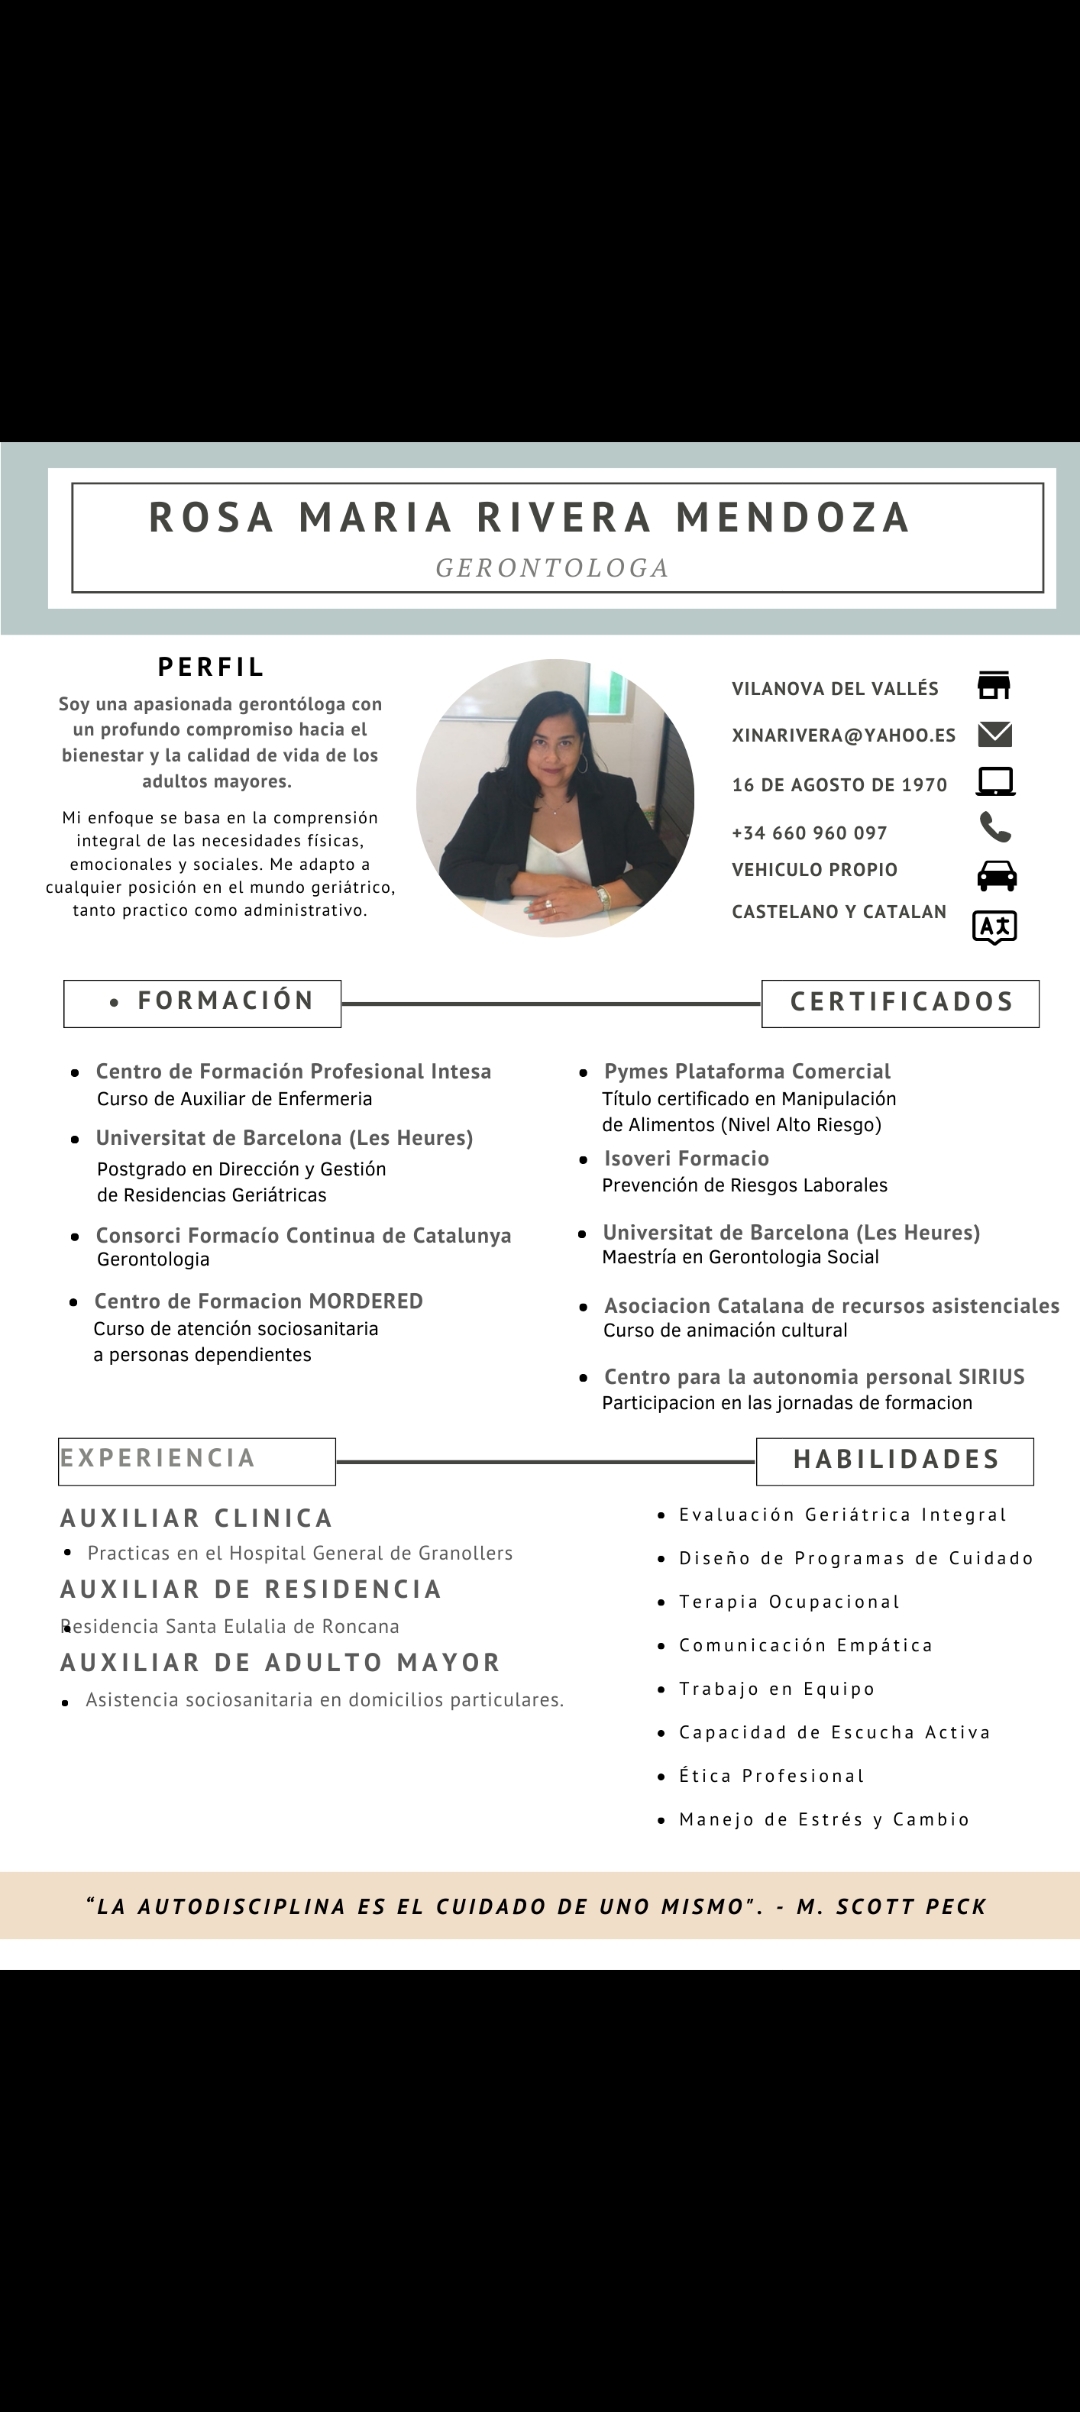 ROSA MARIA RIVERA MENDOZA
GERONTOLOGA
PERFIL
Soy una apasionada gerontóloga con
un profundo compromiso hacia el
bienestar y la calidad de vida de los
adultos mayores.
Mi enfoque se basa en la comprensión
integral de las necesidades físicas,
emocionales y sociales. Me adapto a
cualquier posición en el mundo geriátrico,
tanto practico como administrativo.
VILANOVA DEL VALLÉS
XINARIVERA@YAHOO.ES
16 DE AGOSTO DE 1970
+34 660 960 097
VEHICULO PROPIO
CASTELANO Y CATALAN
• FORMACIÓN
• Centro de Formación Profesional Intesa
Curso de Auxiliar de Enfermeria
• Universitat de Barcelona (Les Heures)
Postgrado en Dirección y Gestión
de Residencias Geriátricas
• Consorci Formacío Continua de Catalunya
Gerontologia
• Centro de Formacion MORDERED
Curso de atención sociosanitaria
a personas dependientes
CERTIFICADOS
• Pymes Plataforma Comercial
Título certificado en Manipulación
de Alimentos (Nivel Alto Riesgo)
• Isoveri Formacio
Prevención de Riesgos Laborales
• Universitat de Barcelona (Les Heures)
Maestría en Gerontologia Social
• Asociacion Catalana de recursos asistenciales
Curso de animación cultural
• Centro para la autonomia personal SIRIUS
Participacion en las jornadas de formacion
EXPERIENCIA
AUXILIAR CLINICA
• Practicas en el Hospital General de Granollers
AUXILIAR DE RESIDENCIA
• Residencia Santa Eulalia de Roncana
AUXILIAR DE ADULTO MAYOR
• Asistencia sociosanitaria en domicilios particulares.
HABILIDADES
• Evaluación Geriátrica Integral
• Diseño de Programas de Cuidado
• Terapia Ocupacional
• Comunicación Empática
• Trabajo en Equipo
• Capacidad de Escucha Activa
• Ética Profesional
• Manejo de Estrés y Cambio
“LA AUTODISCIPLINA ES EL CUIDADO DE UNO MISMO". - M. SCOTT PECK